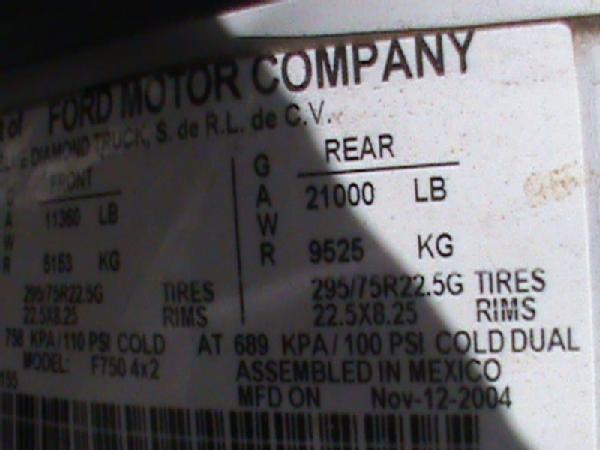 of FORD MOTOR COMPANY
DIAMOND TRUCK, S. de R.L. de C.V.
FRONT G REAR
A 11360 LB A 21000 LB
W W
R 5153 KG R 9525 KG
295/75R22.5G TIRES 295/75R22.5G TIRES
22.5X8.25 RIMS 22.5X8.25 RIMS
758 KPA/110 PSI COLD AT 689 KPA/100 PSI COLD DUAL
MODEL: F750 4x2 ASSEMBLED IN MEXICO
155 MFD ON Nov-12-2004